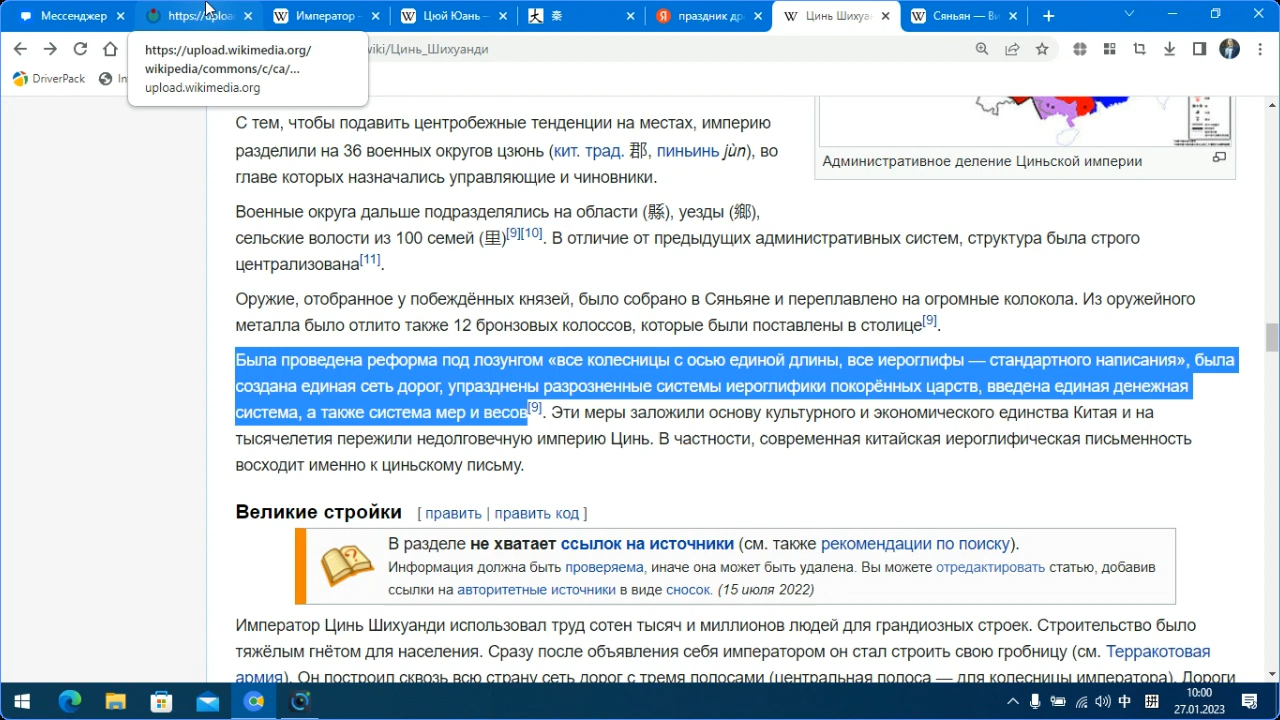 Мессенджер
https://upload
Император -
Цюй Юань —
秦
праздник дра
Цинь Шихуа
Сяньян — Ви
https://upload.wikimedia.org/
wikipedia/commons/c/ca/...
upload.wikimedia.org
wiki/Цинь_Шихуанди
DriverPack
С тем, чтобы подавить центробежные тенденции на местах, империю
разделили на 36 военных округов цзюнь (кит. трад. 郡, пиньинь jùn), во
главе которых назначались управляющие и чиновники.
Административное деление Циньской империи
Военные округа дальше подразделялись на области (縣), уезды (鄉),
сельские волости из 100 семей (里)[9][10]. В отличие от предыдущих административных систем, структура была строго
централизована[11].
Оружие, отобранное у побеждённых князей, было собрано в Сяньяне и переплавлено на огромные колокола. Из оружейного
металла было отлито также 12 бронзовых колоссов, которые были поставлены в столице[9].
Была проведена реформа под лозунгом «все колесницы с осью единой длины, все иероглифы — стандартного написания», была
создана единая сеть дорог, упразднены разрозненные системы иероглифики покорённых царств, введена единая денежная
система, а также система мер и весов[9]. Эти меры заложили основу культурного и экономического единства Китая и на
тысячелетия пережили недолговечную империю Цинь. В частности, современная китайская иероглифическая письменность
восходит именно к циньскому письму.
Великие стройки [ править | править код ]
В разделе не хватает ссылок на источники (см. также рекомендации по поиску).
Информация должна быть проверяема, иначе она может быть удалена. Вы можете отредактировать статью, добавив
ссылки на авторитетные источники в виде сносок. (15 июля 2022)
Император Цинь Шихуанди использовал труд сотен тысяч и миллионов людей для грандиозных строек. Строительство было
тяжёлым гнётом для населения. Сразу после объявления себя императором он стал строить свою гробницу (см. Терракотовая
армия). Он построил сквозь всю страну сеть дорог с тремя полосами (центральная полоса — для колесницы императора). Дороги
中
拼
10:00
27.01.2023